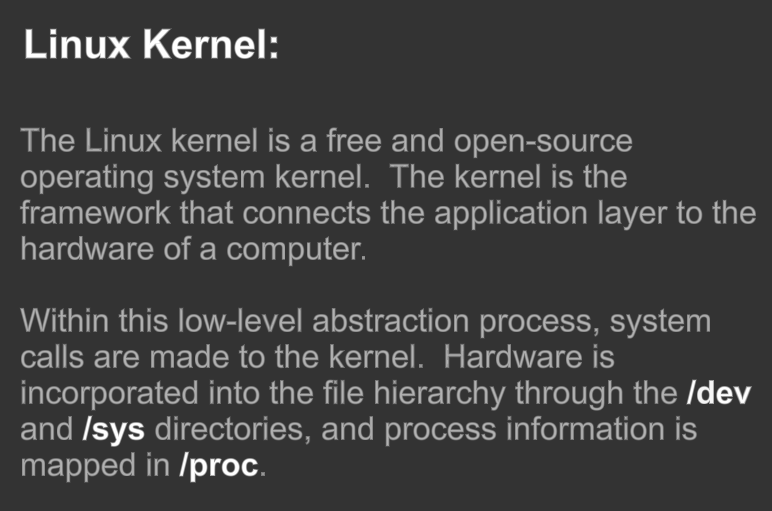 Linux Kernel:
The Linux kernel is a free and open-source
operating system kernel.  The kernel is the
framework that connects the application layer to the
hardware of a computer.
Within this low-level abstraction process, system
calls are made to the kernel.  Hardware is
incorporated into the file hierarchy through the /dev
and /sys directories, and process information is
mapped in /proc.